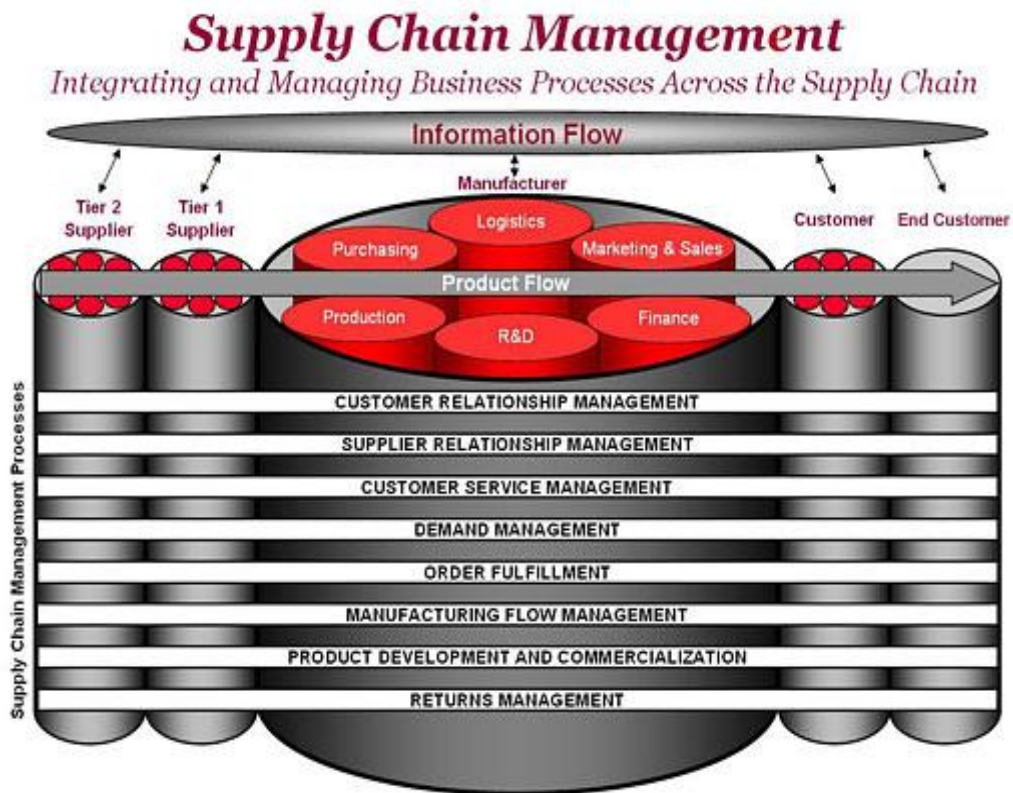 Supply Chain Management
Integrating and Managing Business Processes Across the Supply Chain
Information Flow
Tier 2
Supplier
Tier 1
Supplier
Manufacturer
Customer
End Customer
Logistics
Purchasing
Marketing & Sales
Product Flow
Production
R&D
Finance
Supply Chain Management Processes
CUSTOMER RELATIONSHIP MANAGEMENT
SUPPLIER RELATIONSHIP MANAGEMENT
CUSTOMER SERVICE MANAGEMENT
DEMAND MANAGEMENT
ORDER FULFILLMENT
MANUFACTURING FLOW MANAGEMENT
PRODUCT DEVELOPMENT AND COMMERCIALIZATION
RETURNS MANAGEMENT